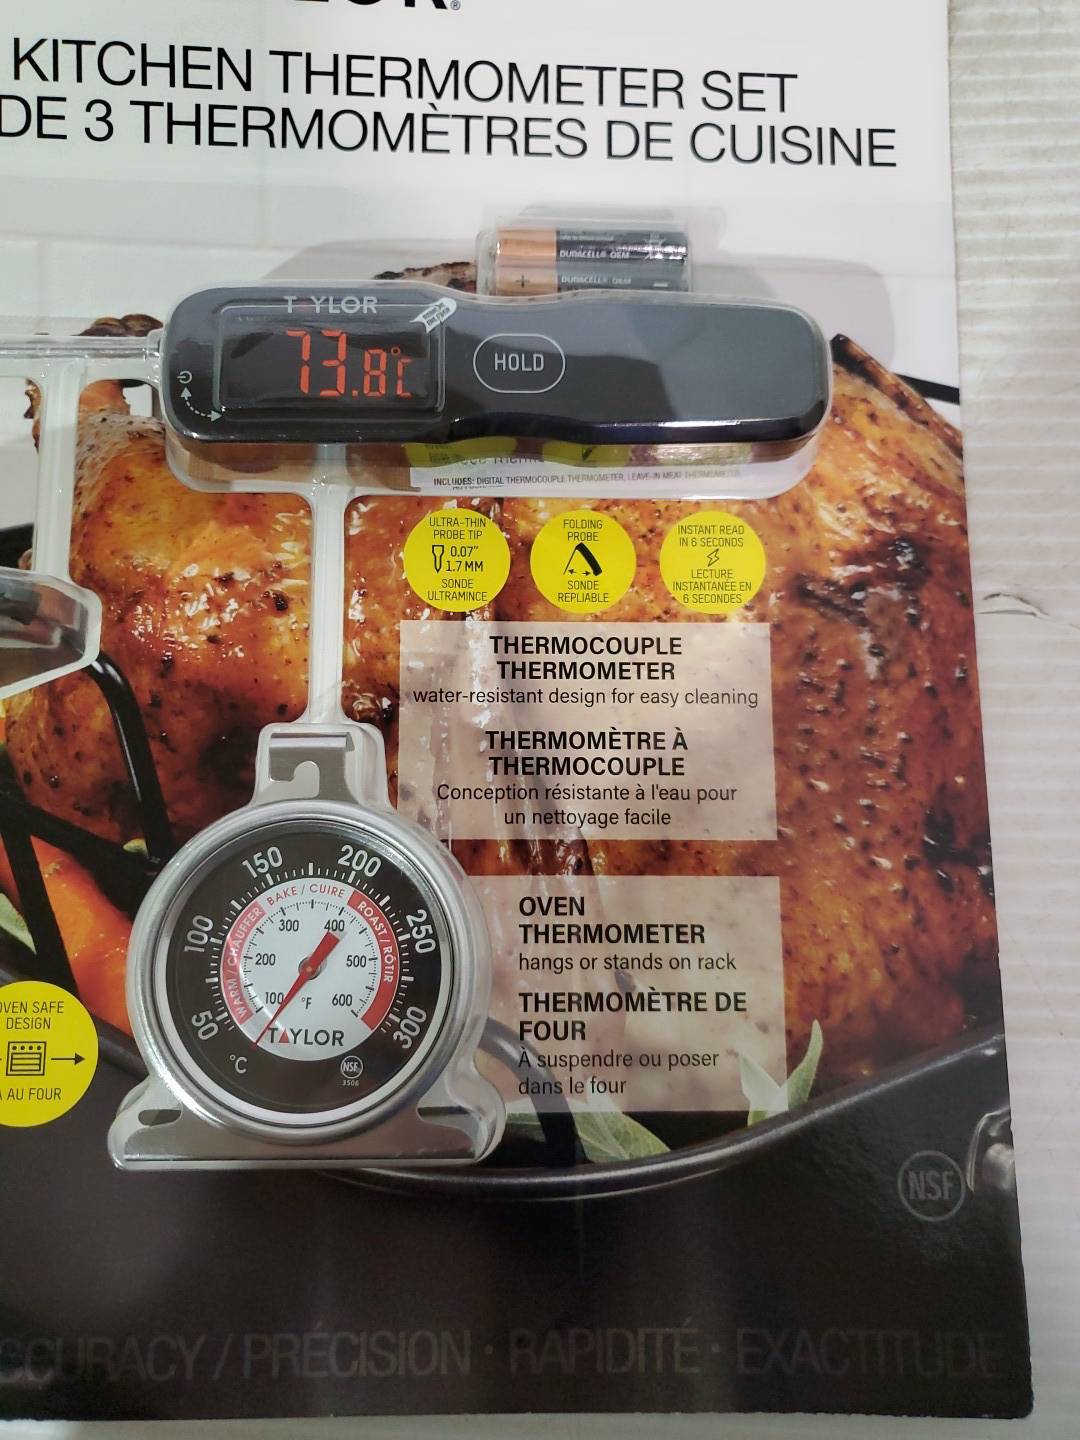 KITCHEN THERMOMETER SET
DE 3 THERMOMÈTRES DE CUISINE
DURACELL® OEM
DURACELL® OEM
TAYLOR
73.8°C
HOLD
INCLUDES: DIGITAL THERMOCOUPLE THERMOMETER, LEAVE-IN MEAT THERMOMETER
ULTRA-THIN
PROBE TIP
0.07"
1.7 MM
SONDE
ULTRAMINCE
FOLDING
PROBE
SONDE
REPLIABLE
INSTANT READ
IN 6 SECONDS
LECTURE
INSTANTANÉE EN
6 SECONDES
THERMOCOUPLE
THERMOMETER
water-resistant design for easy cleaning
THERMOMÈTRE À
THERMOCOUPLE
Conception résistante à l'eau pour
un nettoyage facile
50 100 150 200 250 300
°C
WARM / CHAUFFER BAKE / CUIRE ROAST / RÔTIR
100 200 300 400 500 600
°F
TAYLOR
NSF
3506
OVEN
THERMOMETER
hangs or stands on rack
THERMOMÈTRE DE
FOUR
À suspendre ou poser
dans le four
OVEN SAFE
DESIGN
AU FOUR
NSF
CCURACY / PRÉCISION · RAPIDITÉ · EXACTITUDE